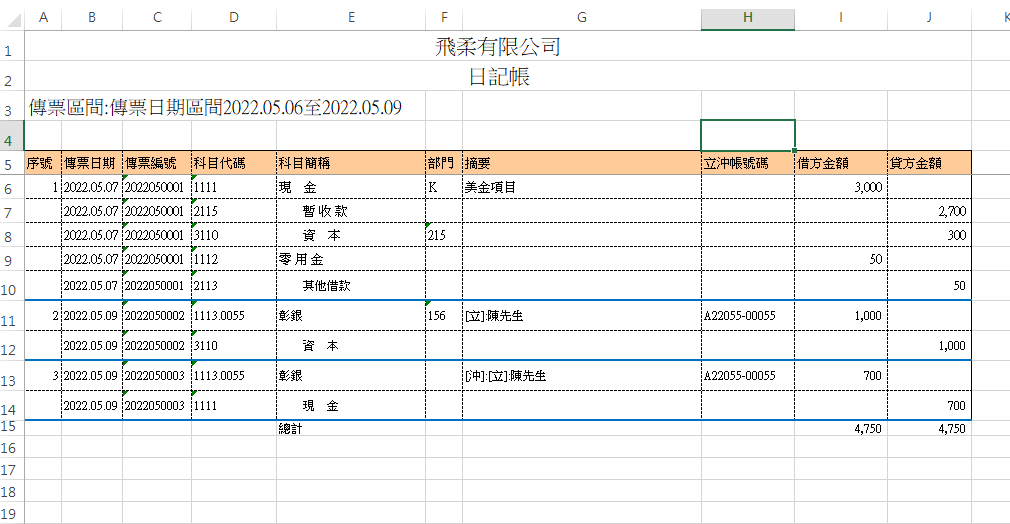 A B C D E F G H I J K
1 飛柔有限公司
2 日記帳
3 傳票區間:傳票日期區間2022.05.06至2022.05.09
4
5 序號 傳票日期 傳票編號 科目代碼 科目簡稱 部門 摘要 立沖帳號碼 借方金額 貸方金額
6 1 2022.05.07 2022050001 1111 現 金 K 美金項目 3,000
7 2022.05.07 2022050001 2115 暫收款 2,700
8 2022.05.07 2022050001 3110 資 本 215 300
9 2022.05.07 2022050001 1112 零用金 50
10 2022.05.07 2022050001 2113 其他借款 50
11 2 2022.05.09 2022050002 1113.0055 彰銀 156 [立]:陳先生 A22055-00055 1,000
12 2022.05.09 2022050002 3110 資 本 1,000
13 3 2022.05.09 2022050003 1113.0055 彰銀 [沖]:[立]:陳先生 A22055-00055 700
14 2022.05.09 2022050003 1111 現 金 700
15 總計 4,750 4,750
16
17
18
19